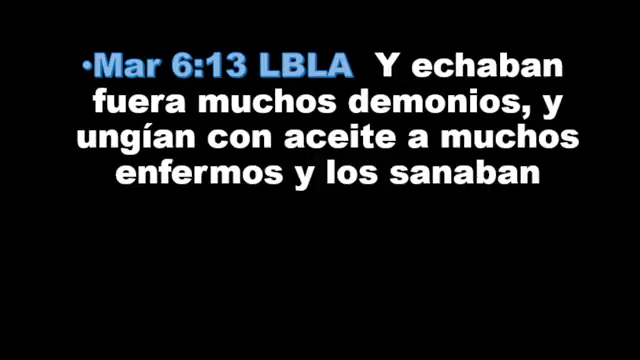 •Mar 6:13 LBLA Y echaban
fuera muchos demonios, y
ungían con aceite a muchos
enfermos y los sanaban